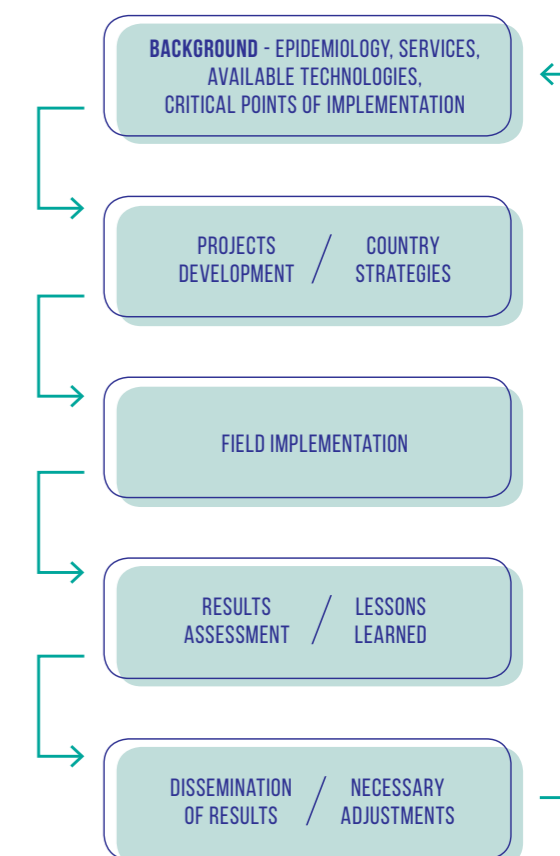 BACKGROUND - EPIDEMIOLOGY, SERVICES,
AVAILABLE TECHNOLOGIES,
CRITICAL POINTS OF IMPLEMENTATION
PROJECTS / COUNTRY
DEVELOPMENT / STRATEGIES
FIELD IMPLEMENTATION
RESULTS / LESSONS
ASSESSMENT / LEARNED
DISSEMINATION / NECESSARY
OF RESULTS / ADJUSTMENTS